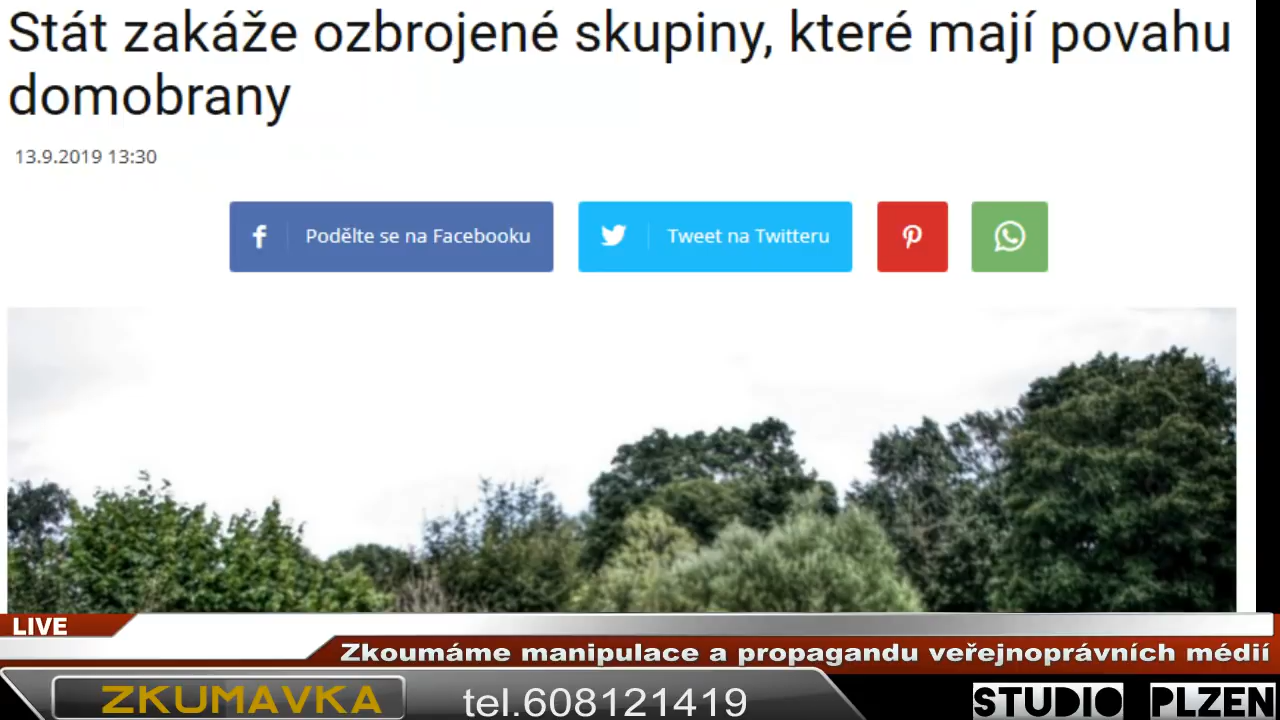 Stát zakáže ozbrojené skupiny, které mají povahu
domobrany
13.9.2019 13:30
Podělte se na Facebooku
Tweet na Twitteru
LIVE
Zkoumáme manipulace a propagandu veřejnoprávních médií
ZKUMAVKA
tel.608121419
STUDIO PLZEN